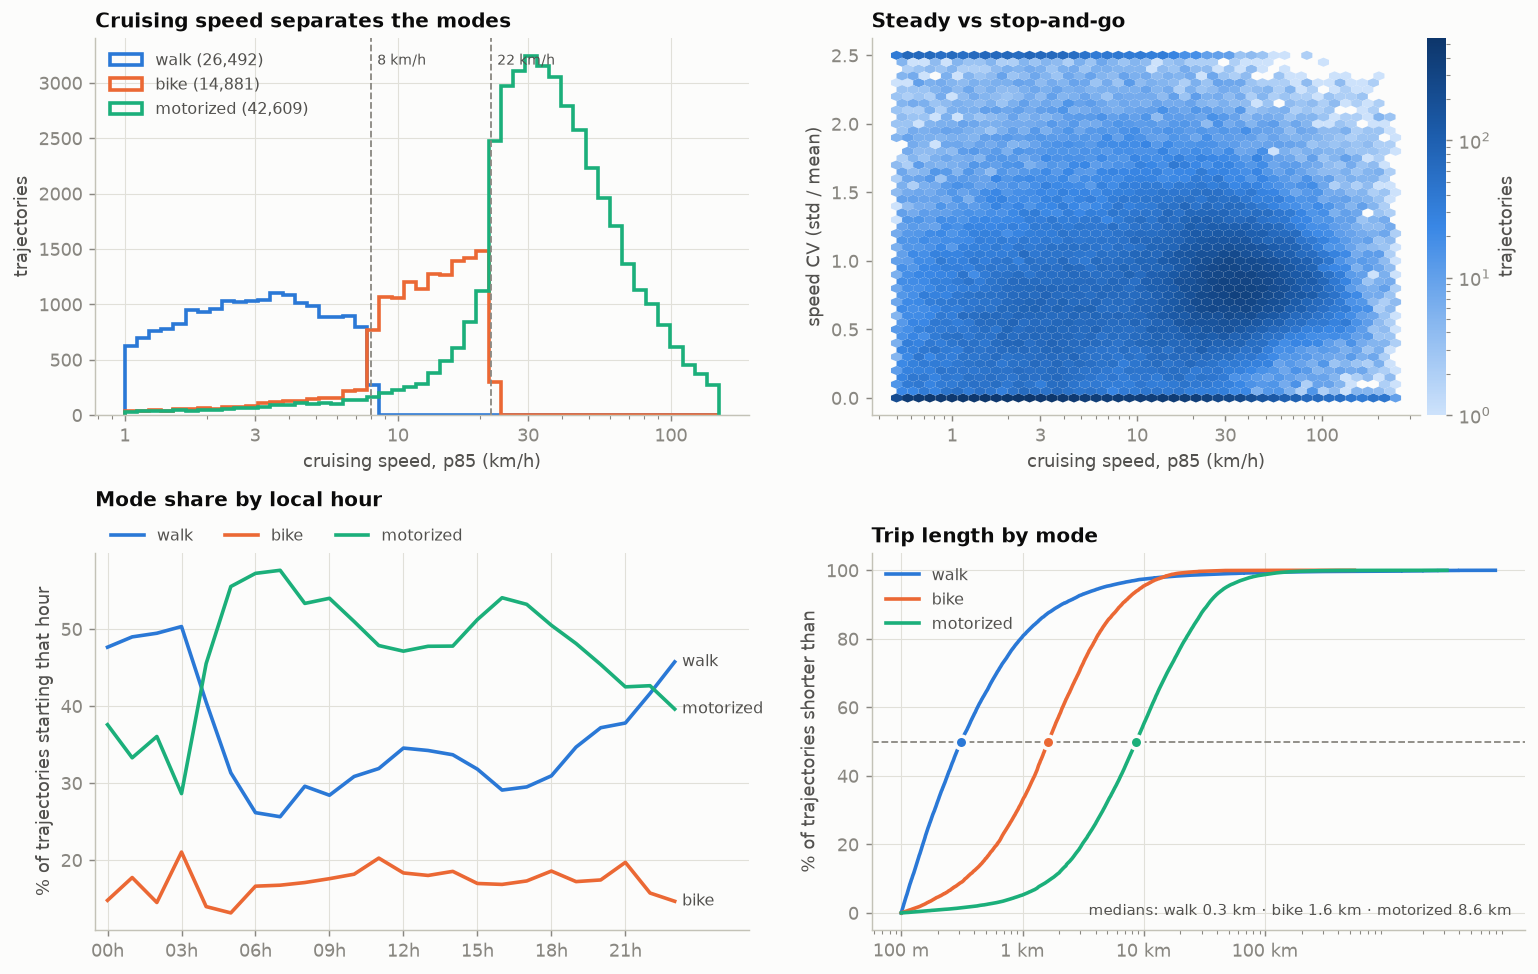 Cruising speed separates the modes
walk (26,492)
bike (14,881)
motorized (42,609)
8 km/h
22 km/h
trajectories
3000
2500
2000
1500
1000
500
0
1
3
10
30
100
cruising speed, p85 (km/h)
Steady vs stop-and-go
speed CV (std / mean)
2.5
2.0
1.5
1.0
0.5
0.0
1
3
10
30
100
cruising speed, p85 (km/h)
10²
10¹
10⁰
trajectories
Mode share by local hour
walk
bike
motorized
% of trajectories starting that hour
50
40
30
20
walk
motorized
bike
00h
03h
06h
09h
12h
15h
18h
21h
Trip length by mode
walk
bike
motorized
% of trajectories shorter than
100
80
60
40
20
0
medians: walk 0.3 km · bike 1.6 km · motorized 8.6 km
100 m
1 km
10 km
100 km